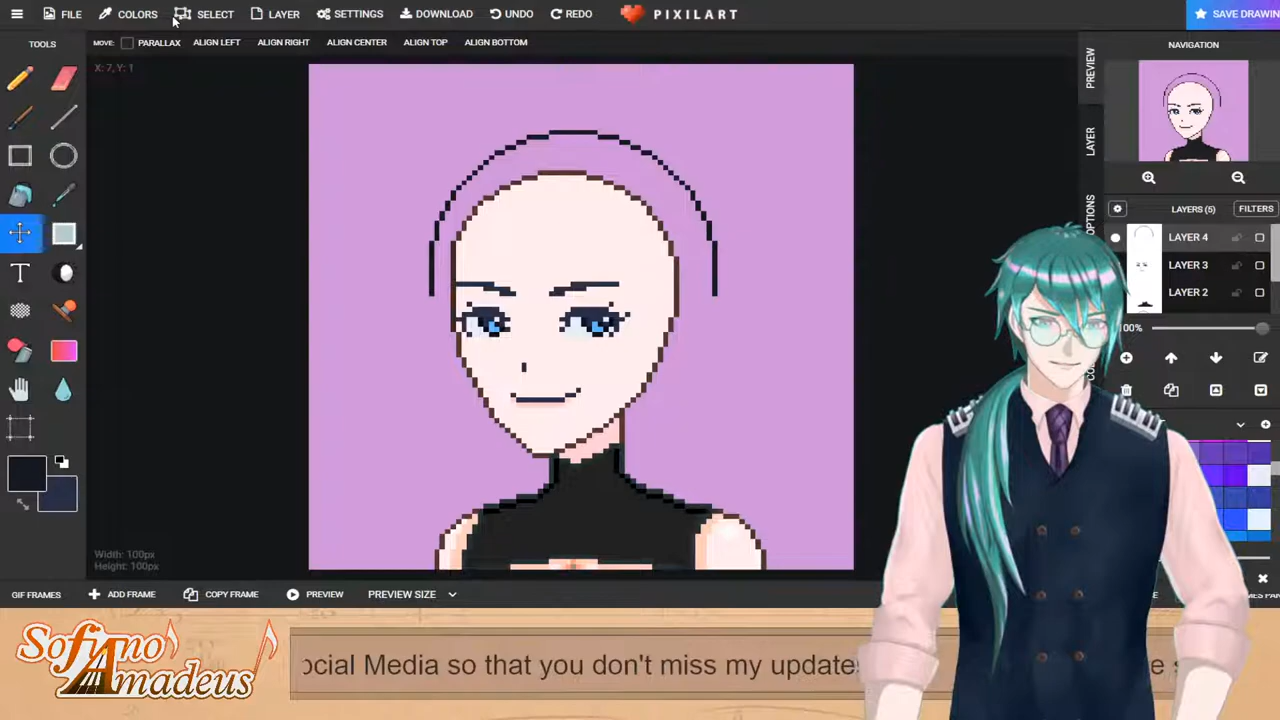 FILE COLORS SELECT LAYER SETTINGS DOWNLOAD UNDO REDO PIXILART SAVE DRAWIN
TOOLS MOVE: PARALLAX ALIGN LEFT ALIGN RIGHT ALIGN CENTER ALIGN TOP ALIGN BOTTOM NAVIGATION
X: 7, Y: 1
PREVIEW
LAYER
OPTIONS
LAYERS (5) FILTERS
LAYER 4
LAYER 3
LAYER 2
00%
T
Width: 100px
Height: 100px
GIF FRAMES ADD FRAME COPY FRAME PREVIEW PREVIEW SIZE
Sofiano
Amadeus
ocial Media so that you don't miss my update